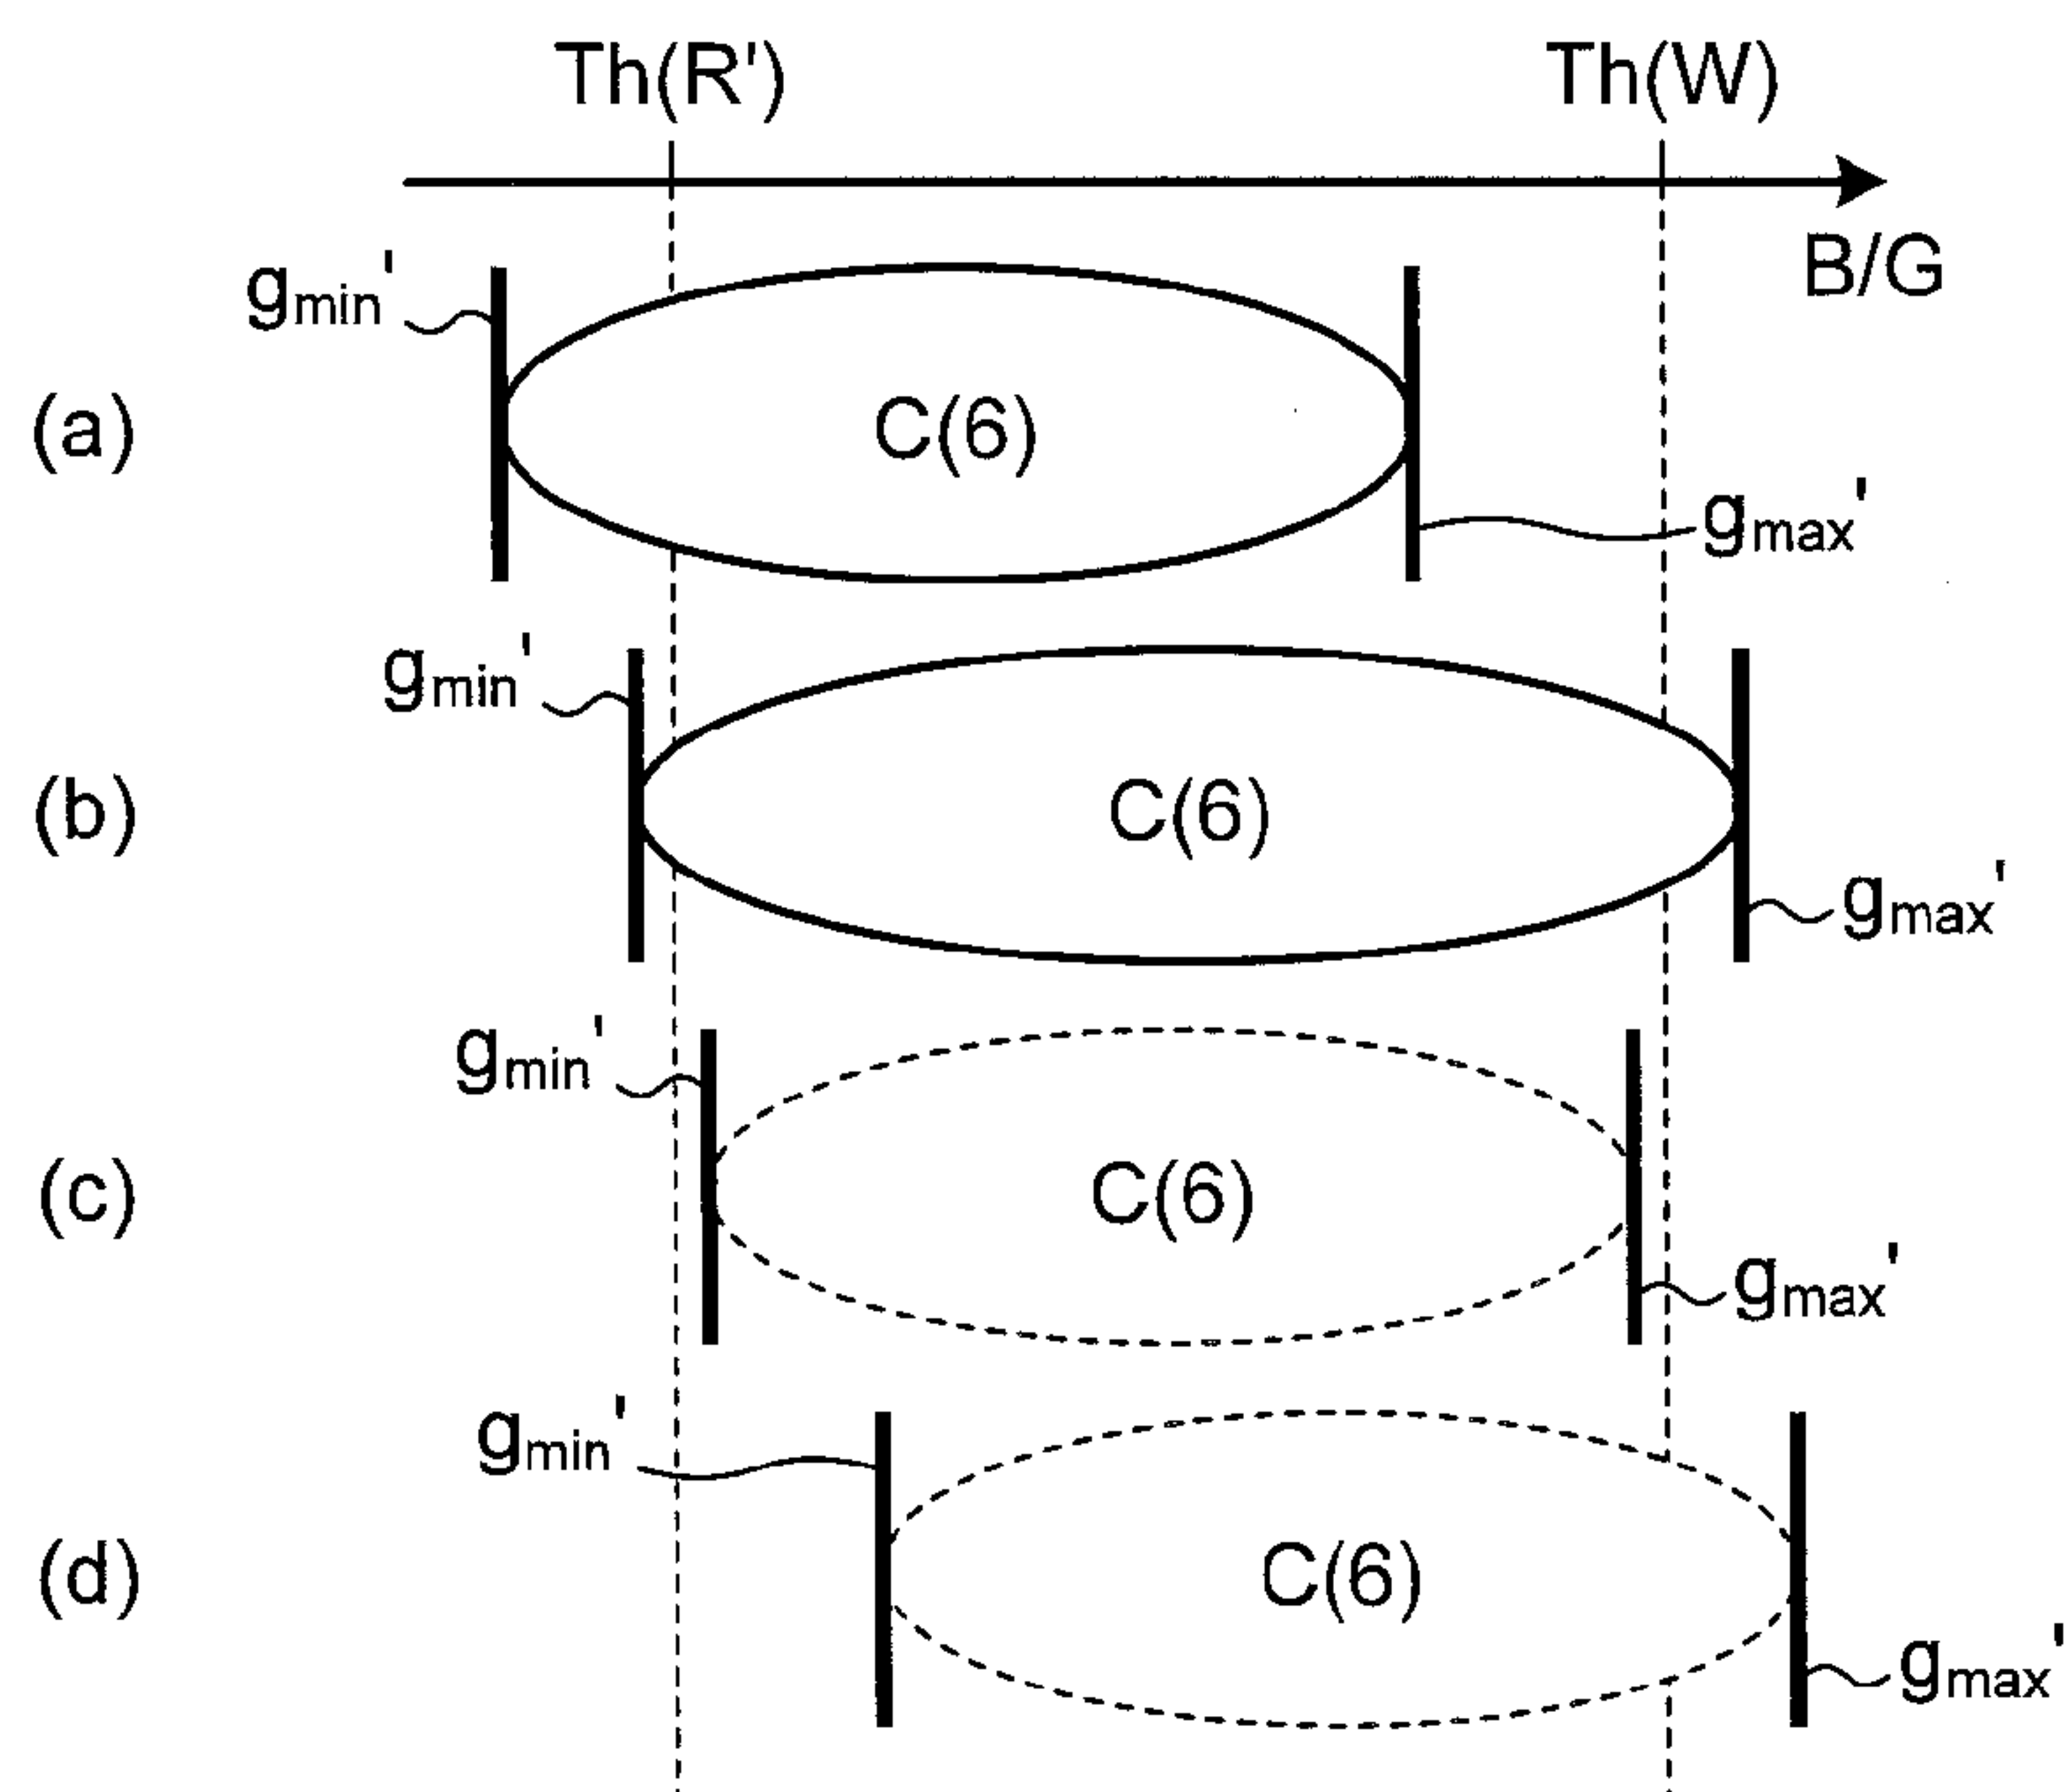 Th(R') Th(W)
B/G
gmin'
(a)
C(6)
gmax'
gmin'
(b)
C(6)
gmax'
gmin'
(c)
C(6)
gmax'
gmin'
(d)
C(6)
gmax'